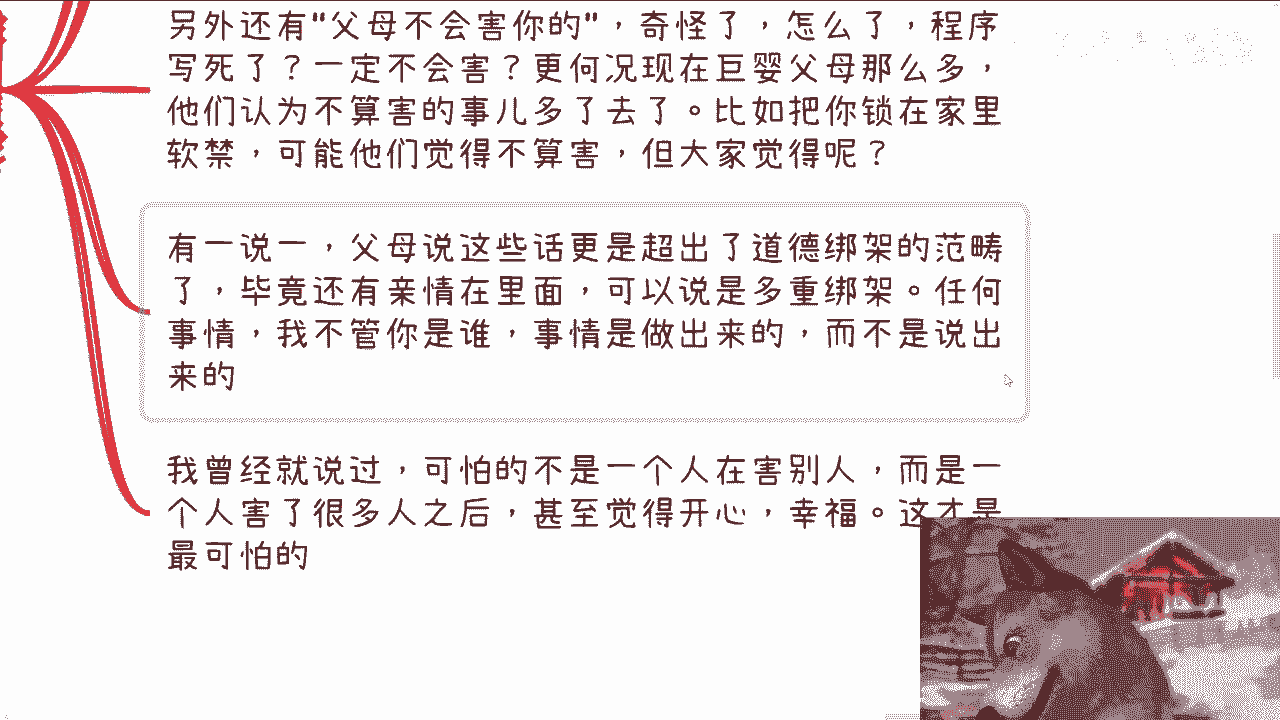 另外还有"父母不会害你的"，奇怪了，怎么了，程序
写死了？一定不会害？更何况现在巨婴父母那么多，
他们认为不算害的事儿多了去了。比如把你锁在家里
软禁，可能他们觉得不算害，但大家觉得呢？
有一说一，父母说这些话更是超出了道德绑架的范畴
了，毕竟还有亲情在里面，可以说是多重绑架。任何
事情，我不管你是谁，事情是做出来的，而不是说出
来的
我曾经就说过，可怕的不是一个人在害别人，而是一
个人害了很多人之后，甚至觉得开心，幸福。这才是
最可怕的